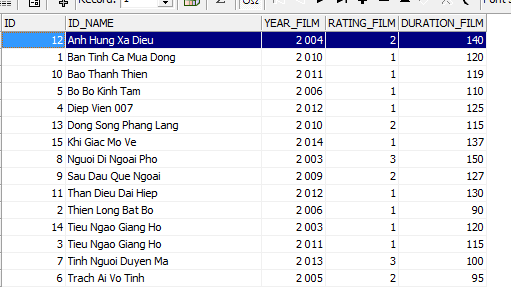 Record:
ID ID_NAME YEAR_FILM RATING_FILM DURATION_FILM
12 Anh Hung Xa Dieu 2 004 2 140
1 Ban Tinh Ca Mua Dong 2 010 1 120
10 Bao Thanh Thien 2 011 1 119
5 Bo Bo Kinh Tam 2 006 1 110
4 Diep Vien 007 2 012 1 125
13 Dong Song Phang Lang 2 010 2 115
15 Khi Giac Mo Ve 2 014 1 137
8 Nguoi Di Ngoai Pho 2 003 3 150
9 Sau Dau Que Ngoai 2 009 2 127
11 Than Dieu Dai Hiep 2 012 1 130
2 Thien Long Bat Bo 2 006 1 90
14 Tieu Ngao Giang Ho 2 003 1 120
3 Tieu Ngao Giang Ho 2 011 1 115
7 Tinh Nguoi Duyen Ma 2 013 3 100
6 Trach Ai Vo Tinh 2 005 2 95